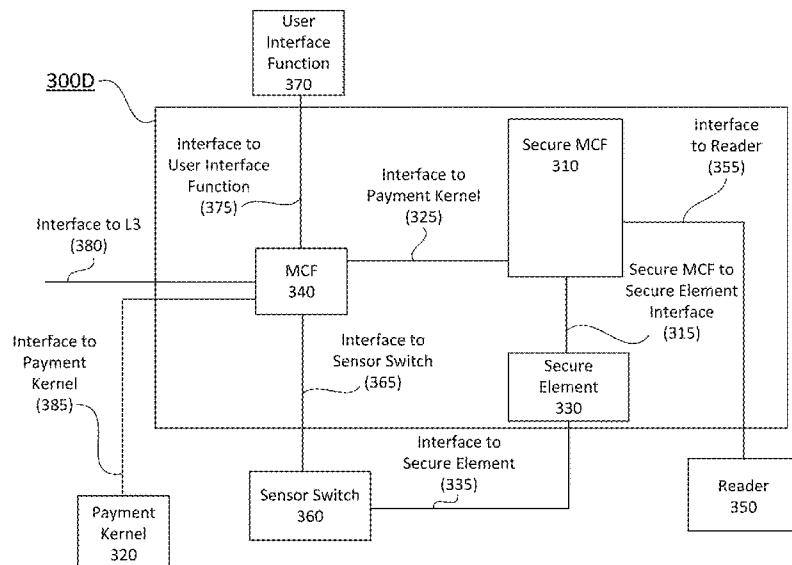 User
Interface
Function
370
300D
Interface to
User Interface
Function
(375)
Interface to
Payment Kernel
(325)
Secure MCF
310
Interface
to Reader
(355)
Interface to L3
(380)
MCF
340
Secure MCF to
Secure Element
Interface
(315)
Interface to
Payment
Kernel
(385)
Interface to
Sensor Switch
(365)
Secure
Element
330
Interface to
Secure Element
(335)
Payment
Kernel
320
Sensor Switch
360
Reader
350